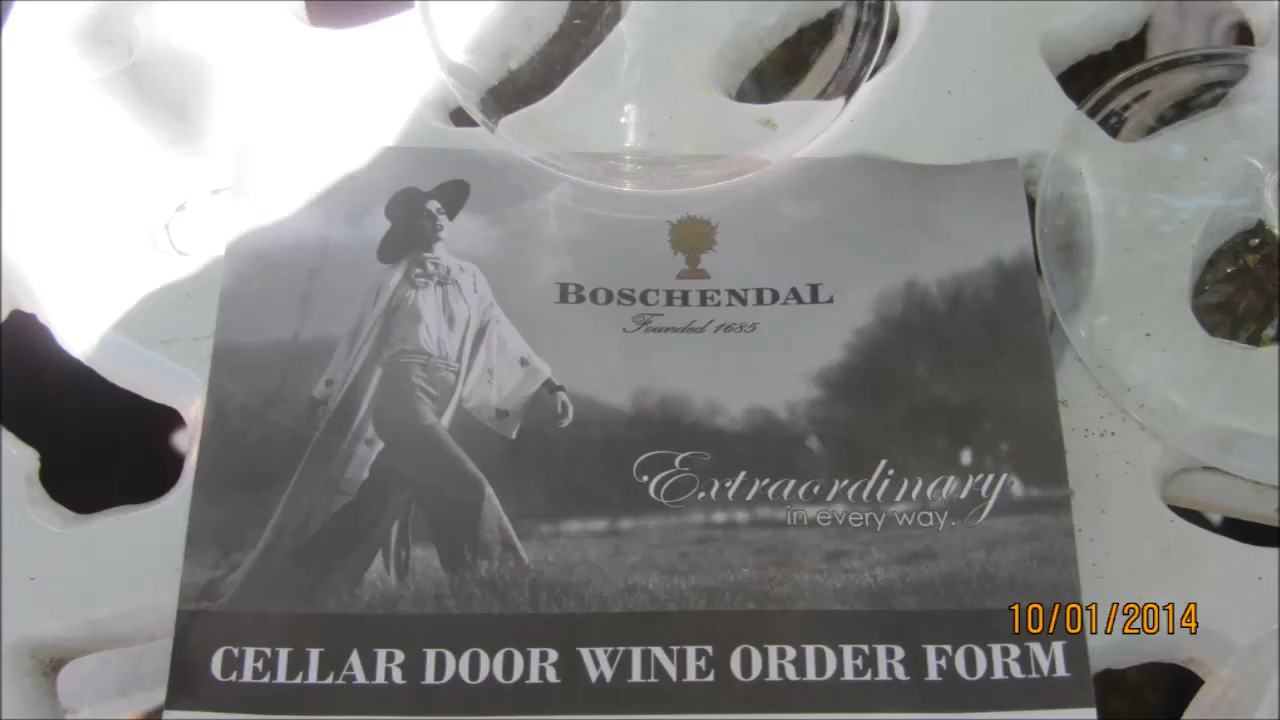 BOSCHENDAL
Founded 1685
Extraordinary
in every way.
10/01/2014
CELLAR DOOR WINE ORDER FORM